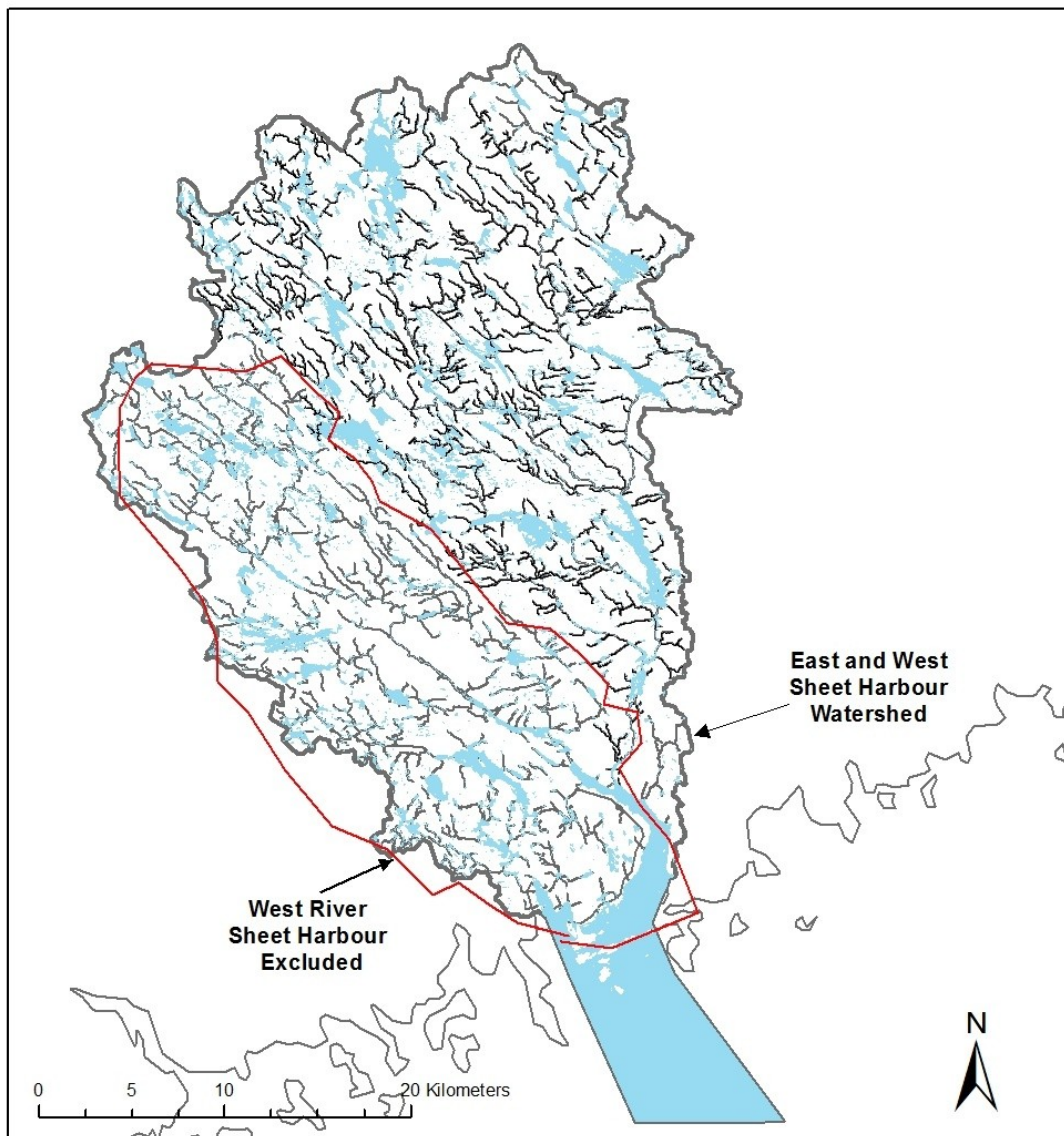 East and West
Sheet Harbour
Watershed
West River
Sheet Harbour
Excluded
N
0 5 10 20 Kilometers